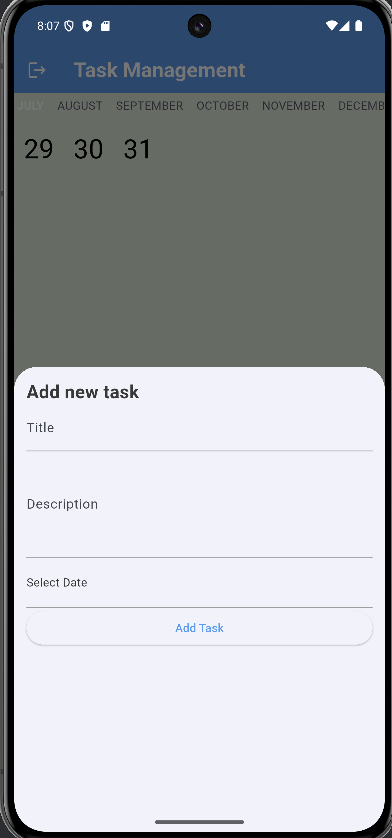 8:07
Task Management
JULY AUGUST SEPTEMBER OCTOBER NOVEMBER DECEMB
29 30 31
Add new task
Title
Description
Select Date
Add Task